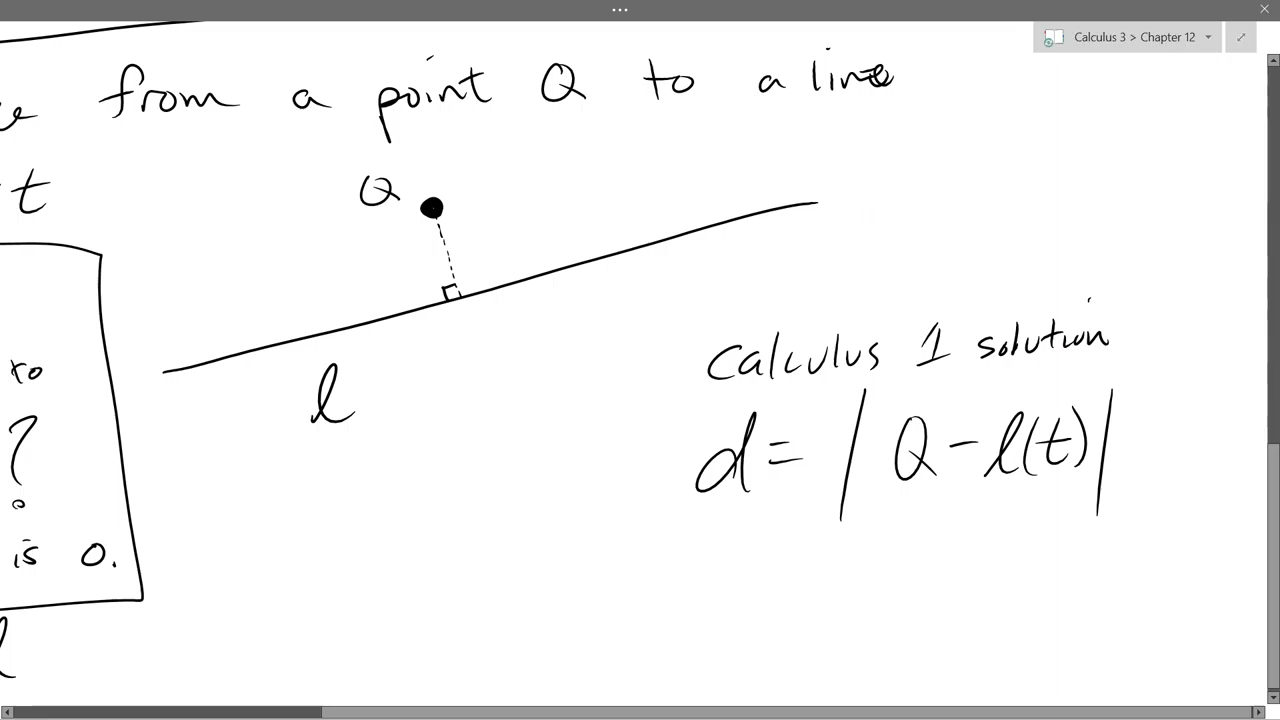 from a point Q to a line
t
Q
l
to
?
is 0.
l
Calculus 1 solution
d = | Q - l(t) |
Calculus 3 > Chapter 12